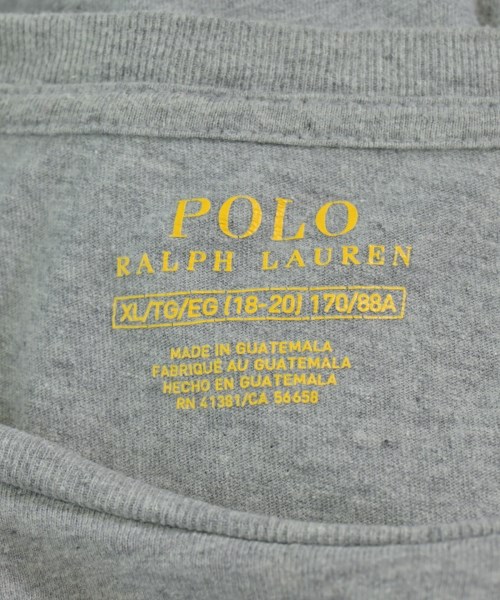 POLO
RALPH LAUREN
XL/TG/EG (18-20) 170/88A
MADE IN GUATEMALA
FABRIQUÉ AU GUATEMALA
HECHO EN GUATEMALA
RN 41381/CA 56658